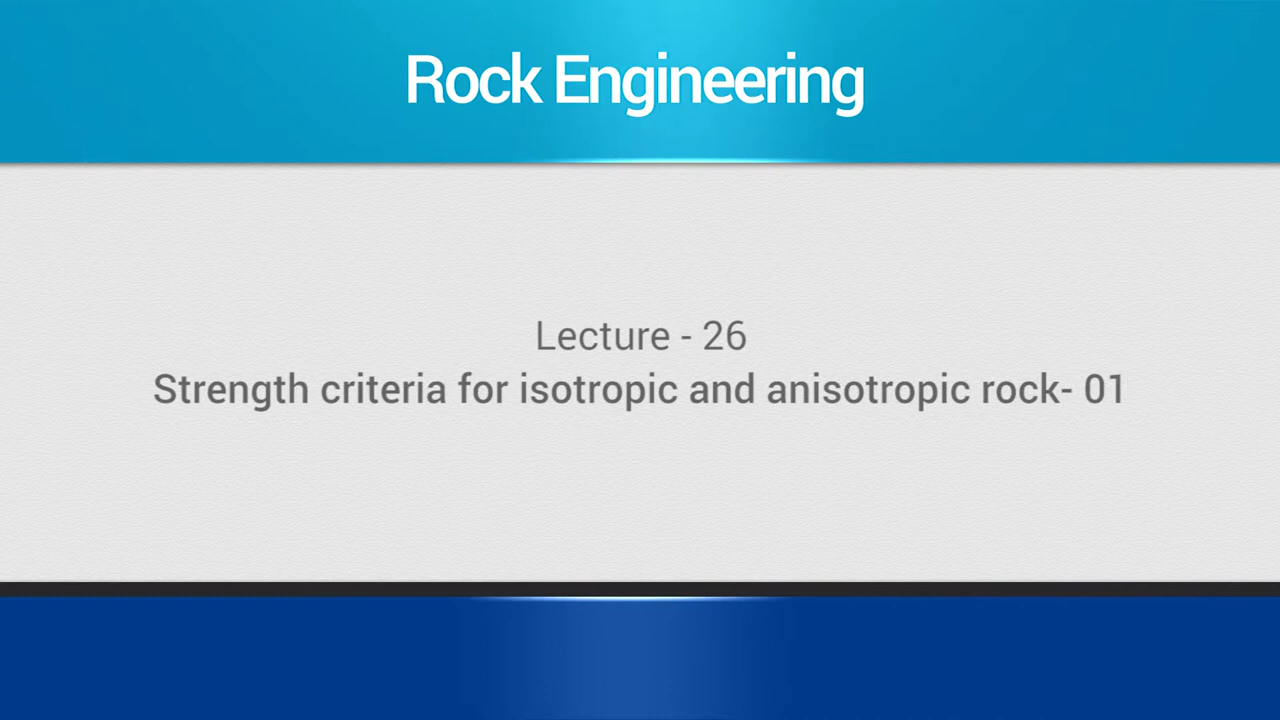 Rock Engineering
Lecture - 26
Strength criteria for isotropic and anisotropic rock- 01